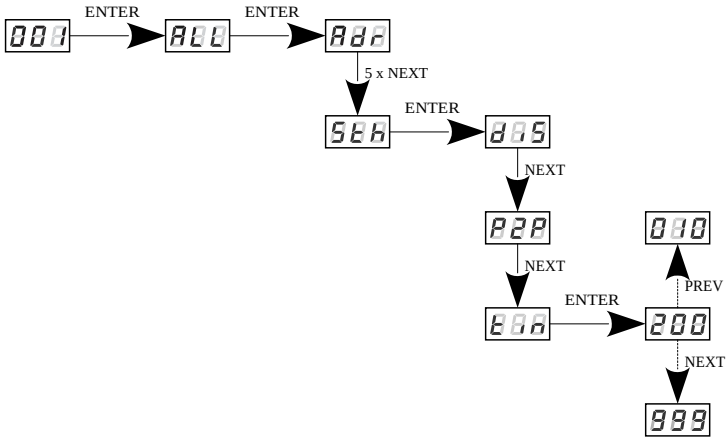 ENTER ENTER
001 ALL Adr
5 x NEXT
ENTER
Sth diS
NEXT
P2P 010
NEXT
PREV
ENTER
tin 200
NEXT
999